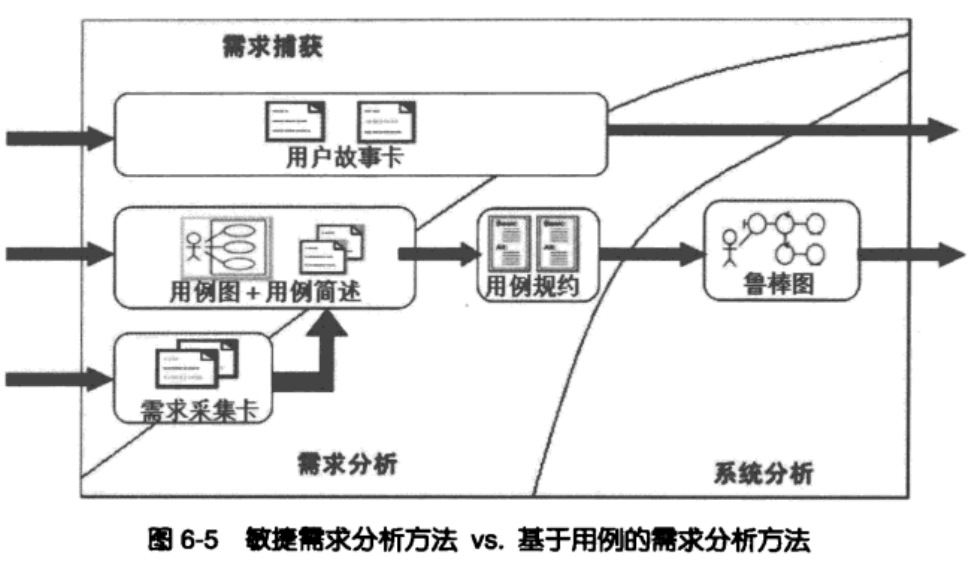 需求捕获
用户故事卡
用例图＋用例简述
用例规约
鲁棒图
需求采集卡
需求分析
系统分析
图 6-5 敏捷需求分析方法 vs. 基于用例的需求分析方法